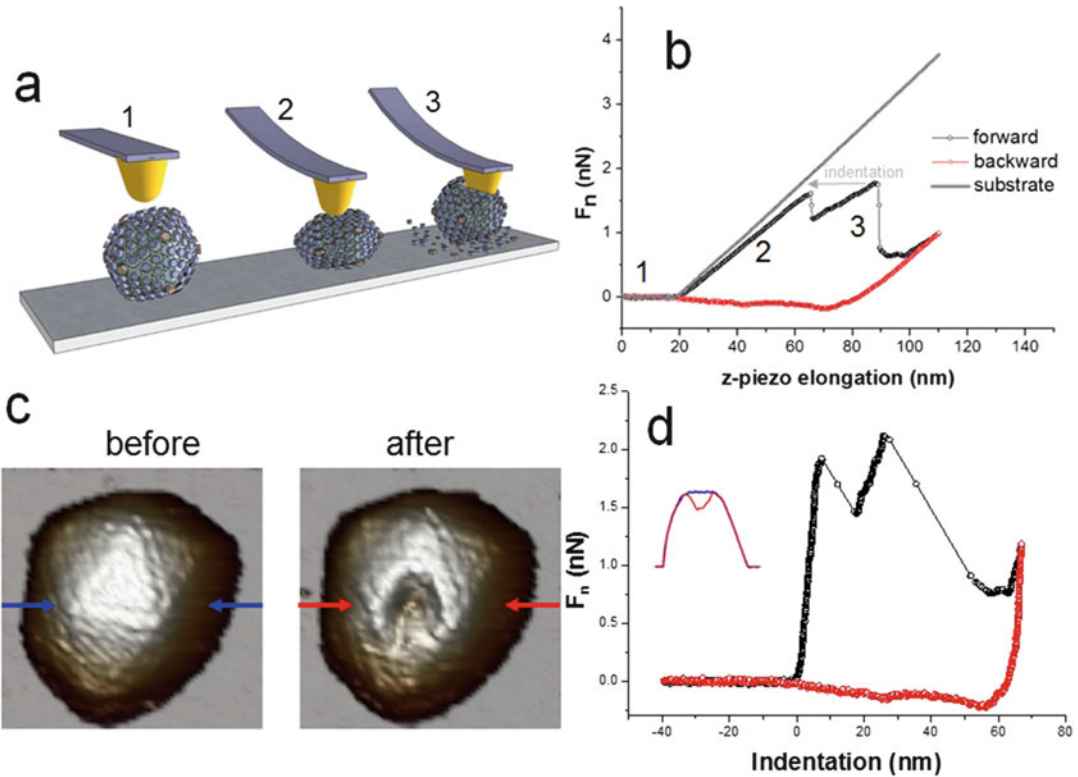 a
1
2
3
b
F_n (nN)
4
3
2
1
0
forward
backward
substrate
indentation
1
2
3
0 20 40 60 80 100 120 140
z-piezo elongation (nm)
c
before
after
d
F_n (nN)
2.5
2.0
1.5
1.0
0.5
0.0
-40 -20 0 20 40 60 80
Indentation (nm)